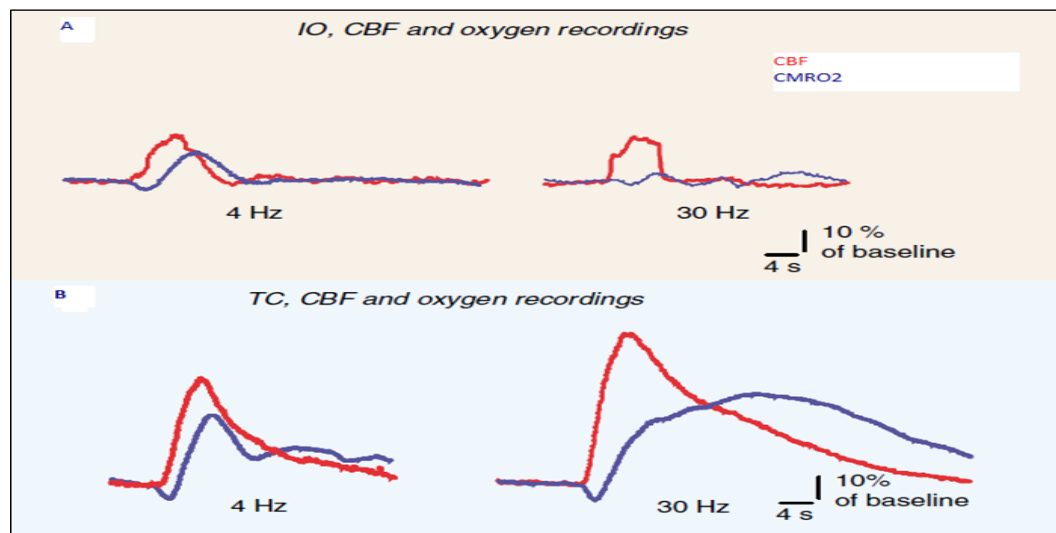 A
IO, CBF and oxygen recordings
CBF
CMRO2
4 Hz
30 Hz
10 %
of baseline
4 s
B
TC, CBF and oxygen recordings
4 Hz
30 Hz
10%
of baseline
4 s